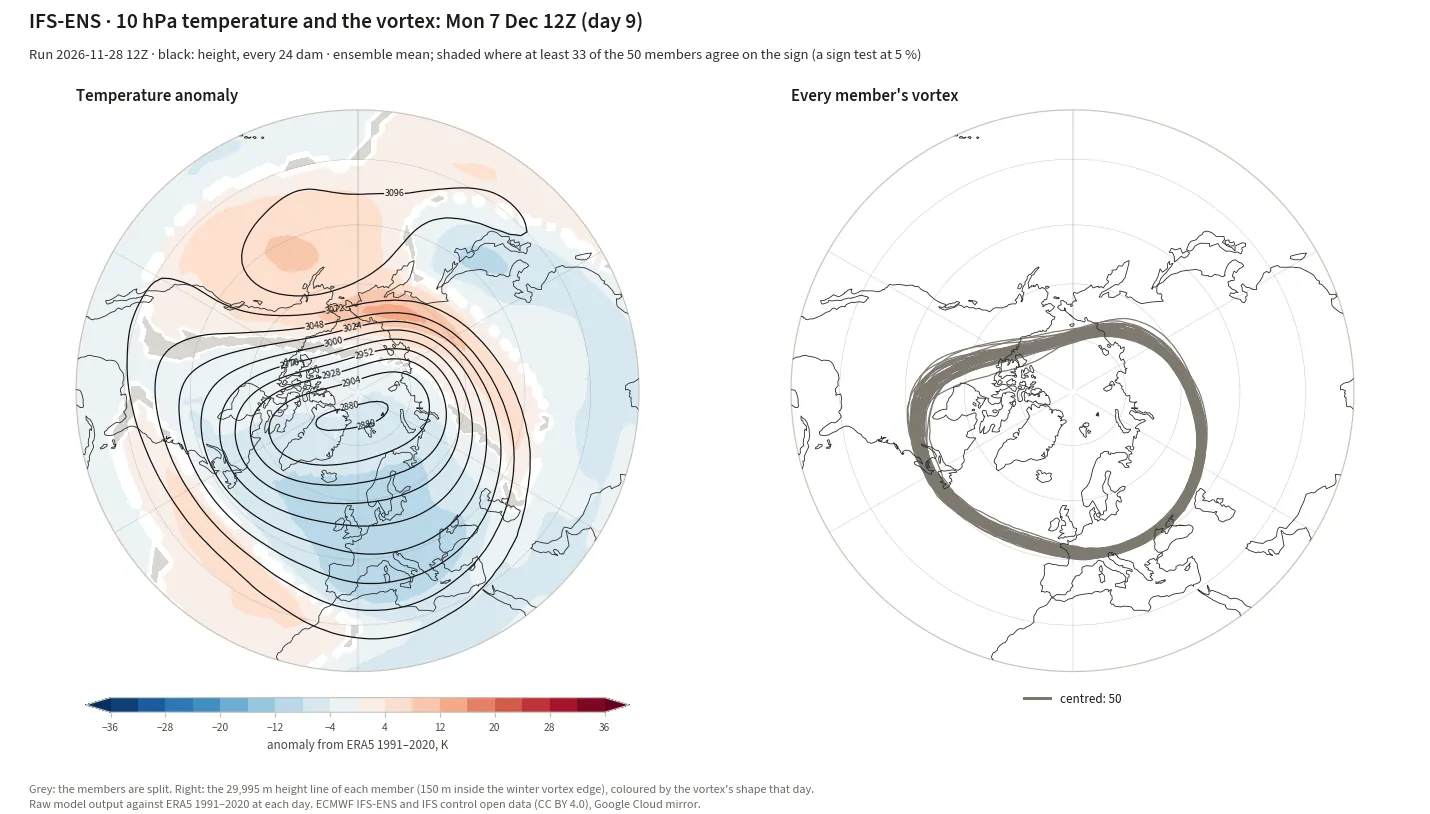 IFS-ENS · 10 hPa temperature and the vortex: Mon 7 Dec 12Z (day 9)
Run 2026-11-28 12Z · black: height, every 24 dam · ensemble mean; shaded where at least 33 of the 50 members agree on the sign (a sign test at 5 %)
Temperature anomaly
Every member's vortex
3096
3048
3024
3000
2952
2928
2904
2880
−36 −28 −20 −12 −4 4 12 20 28 36
anomaly from ERA5 1991–2020, K
centred: 50
Grey: the members are split. Right: the 29,995 m height line of each member (150 m inside the winter vortex edge), coloured by the vortex's shape that day.
Raw model output against ERA5 1991–2020 at each day. ECMWF IFS-ENS and IFS control open data (CC BY 4.0), Google Cloud mirror.